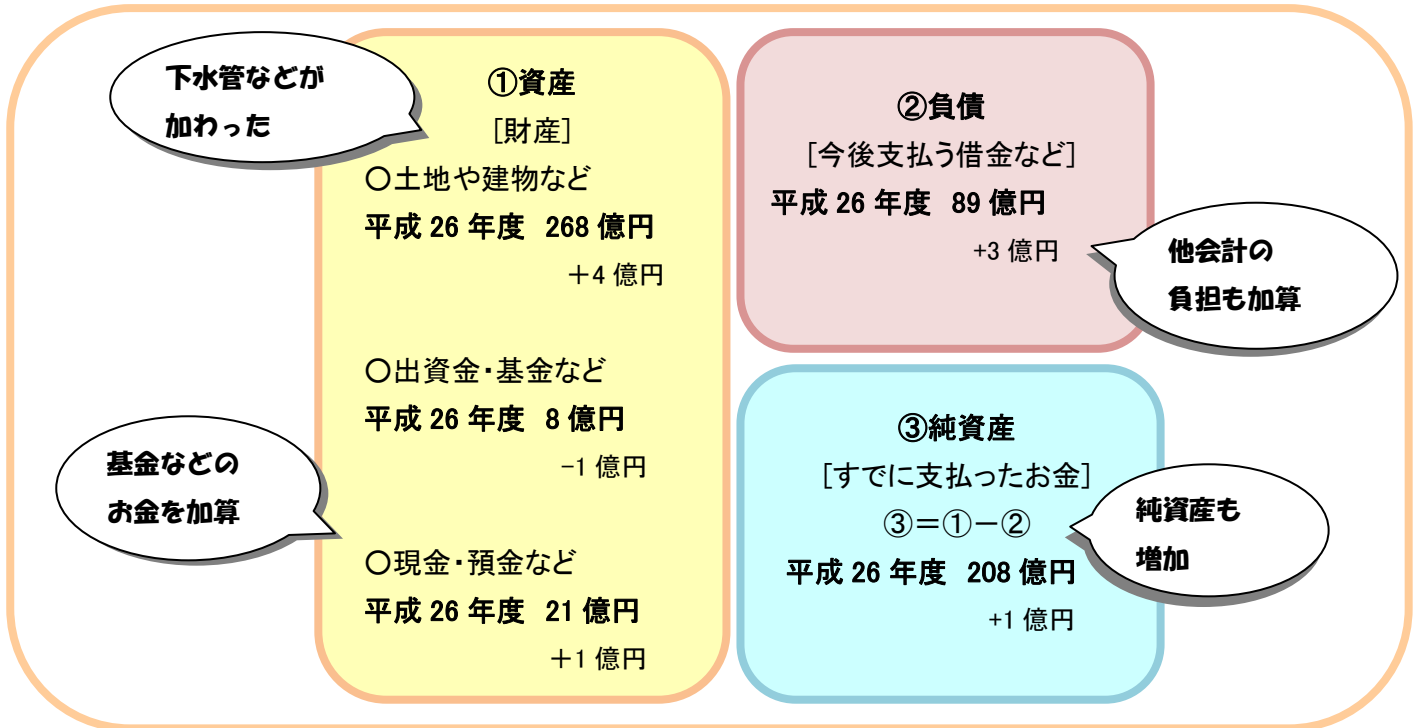 下水管などが
加わった
①資産
[財産]
○土地や建物など
平成 26 年度 268 億円
＋4 億円
○出資金・基金など
平成 26 年度 8 億円
-1 億円
○現金・預金など
平成 26 年度 21 億円
＋1 億円
基金などの
お金を加算
②負債
[今後支払う借金など]
平成 26 年度 89 億円
+3 億円
他会計の
負担も加算
③純資産
[すでに支払ったお金]
③＝①－②
平成 26 年度 208 億円
+1 億円
純資産も
増加